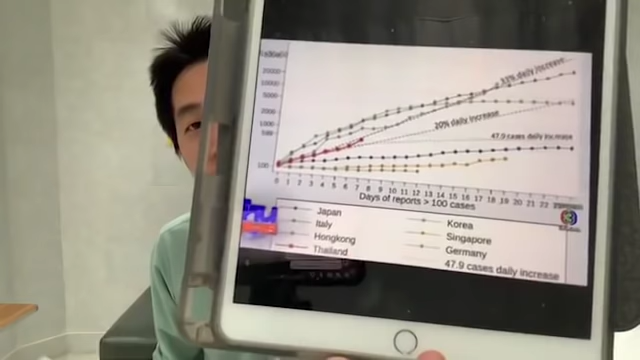 20000
10000
5000
2000
1000
500
100
33% daily increase
20% daily increase
47.9 cases daily increase
0 1 2 3 4 5 6 7 8 9 10 11 12 13 14 15 16 17 18 19 20 21 22
Days of reports > 100 cases
Japan
Korea
Italy
Singapore
Hongkong
Germany
Thailand
47.9 cases daily increase